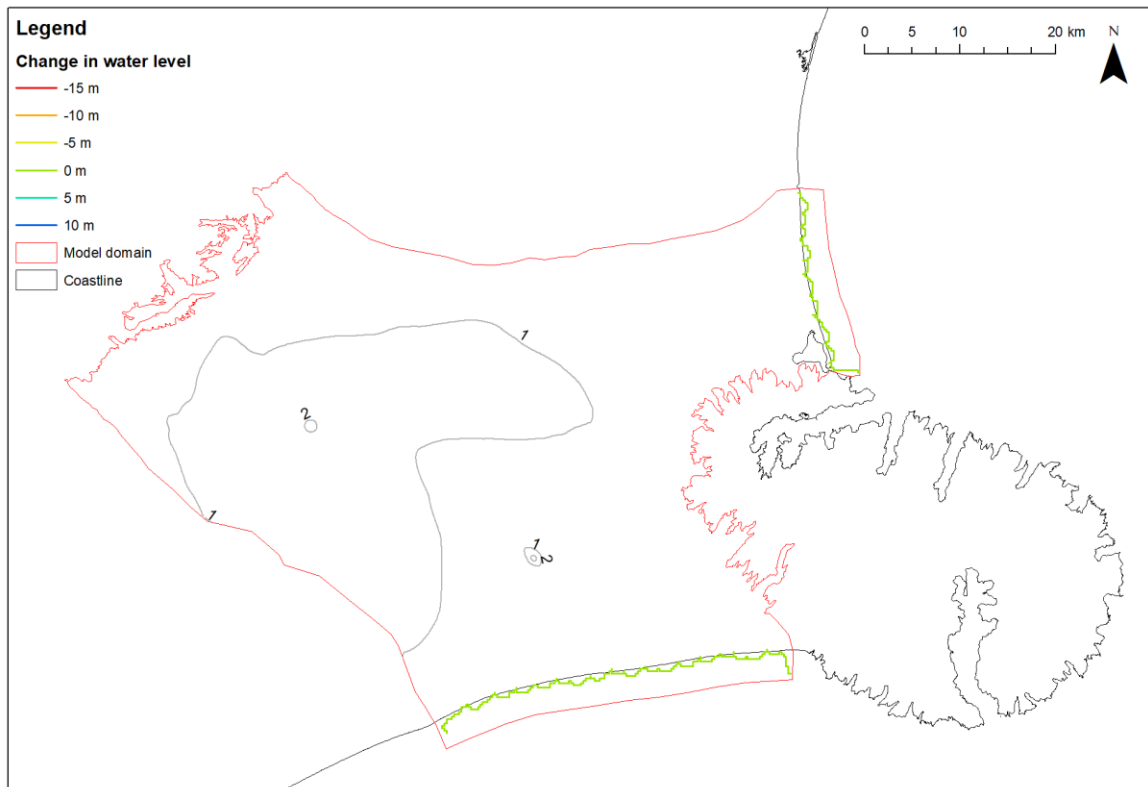 Legend
Change in water level
-15 m
-10 m
-5 m
0 m
5 m
10 m
Model domain
Coastline
0 5 10 20 km
N
1
2
1
1
2